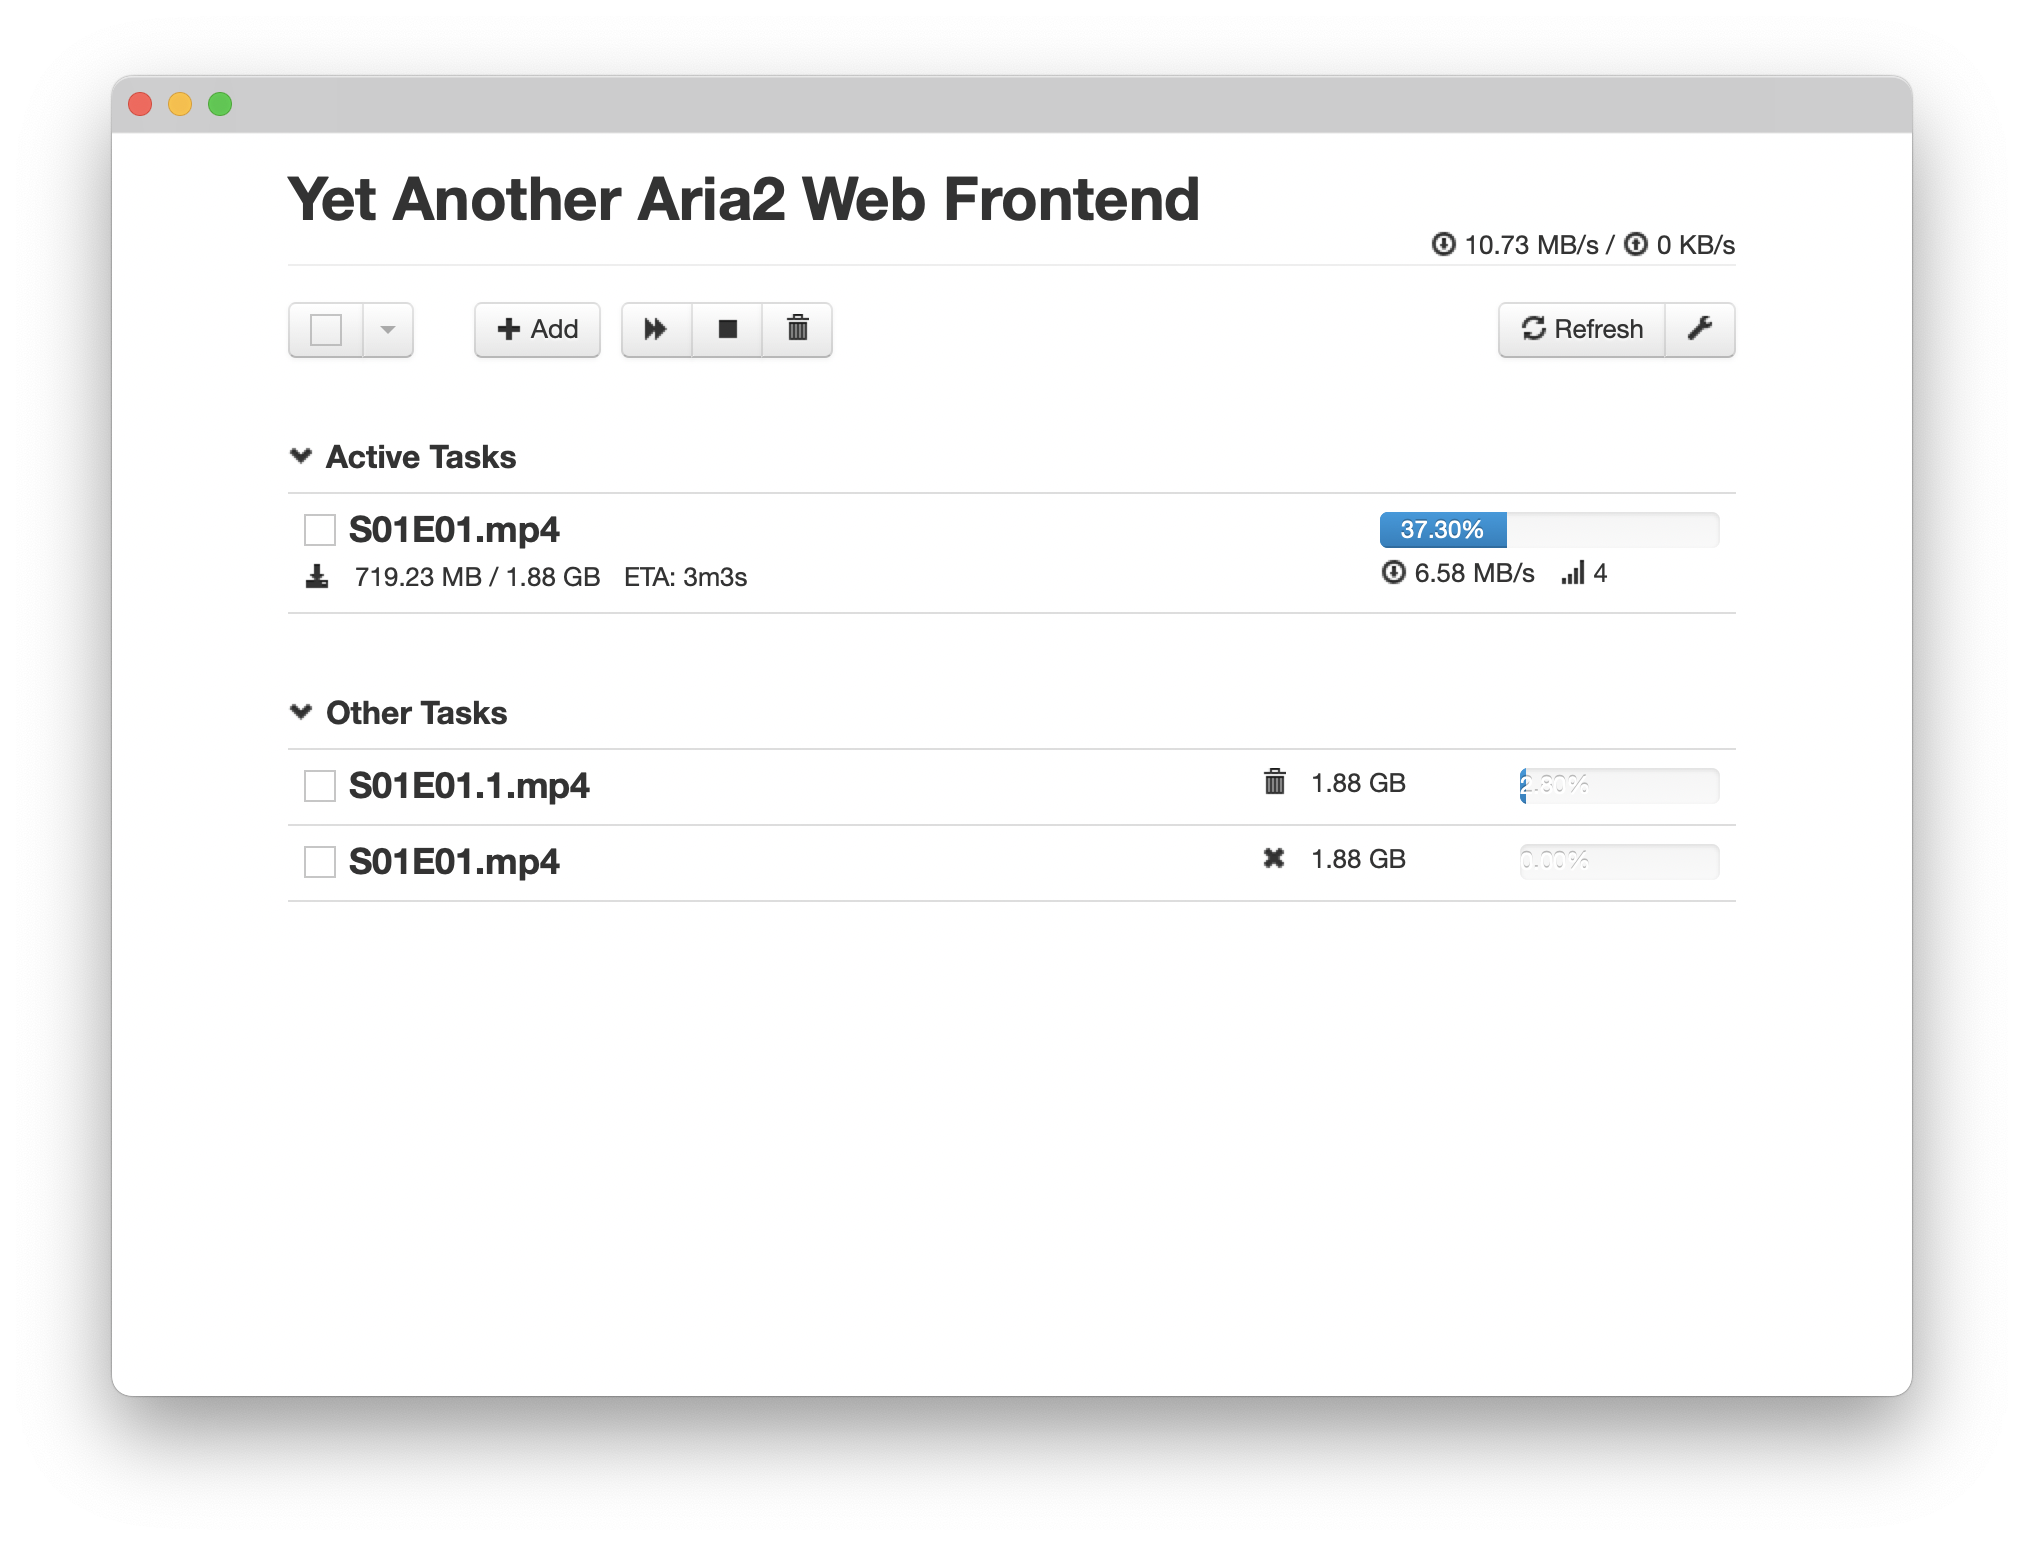 Yet Another Aria2 Web Frontend
10.73 MB/s / 0 KB/s
Add
Refresh
Active Tasks
S01E01.mp4
37.30%
719.23 MB / 1.88 GB ETA: 3m3s
6.58 MB/s 4
Other Tasks
S01E01.1.mp4
1.88 GB
2.80%
S01E01.mp4
1.88 GB
0.00%